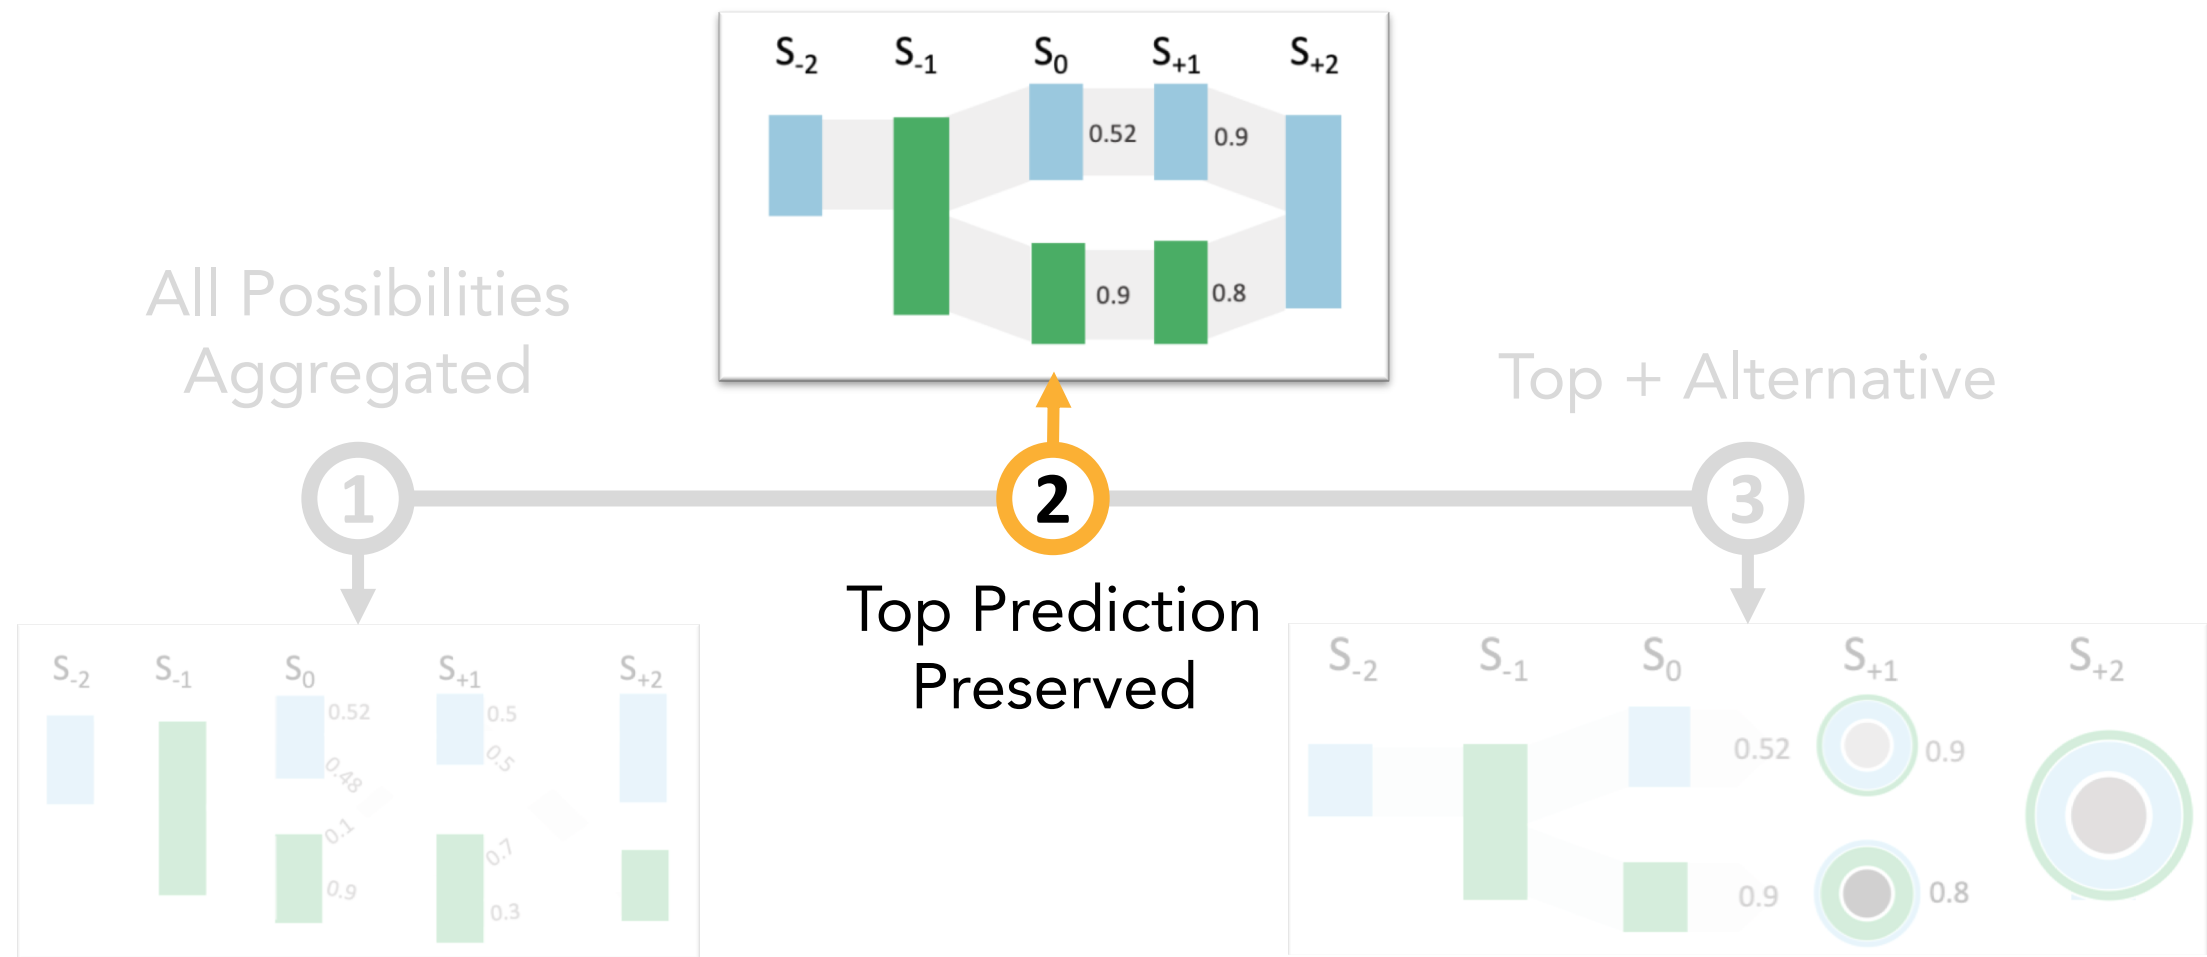 S-2 S-1 S0 S+1 S+2
0.52 0.9
0.9 0.8
All Possibilities
Aggregated
Top + Alternative
1 2 3
Top Prediction
Preserved
S-2 S-1 S0 S+1 S+2
0.52 0.5
0.48 0.5
0.1 0.7
0.9 0.3
S-2 S-1 S0 S+1 S+2
0.52 0.9
0.9 0.8